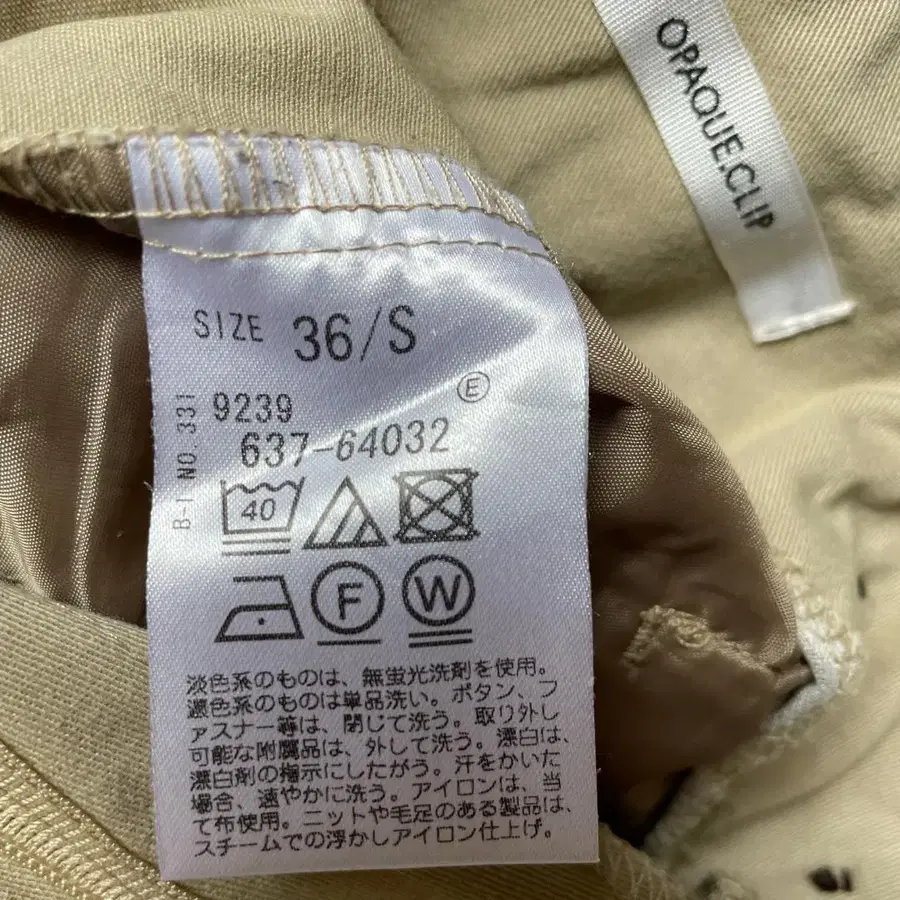 OPAQUE.CLIP
SIZE 36/S
E
9239
637-64032
B-I NO.331
40
F
W
淡色系のものは、無蛍光洗剤を使用。
濃色系のものは単品洗い。ボタン、フ
ァスナー等は、閉じて洗う。取り外し
可能な附属品は、外して洗う。漂白は、
漂白剤の指示にしたがう。汗をかいた
場合、速やかに洗う。アイロンは、当
て布使用。ニットや毛足のある製品は、
スチームでの浮かしアイロン仕上げ。